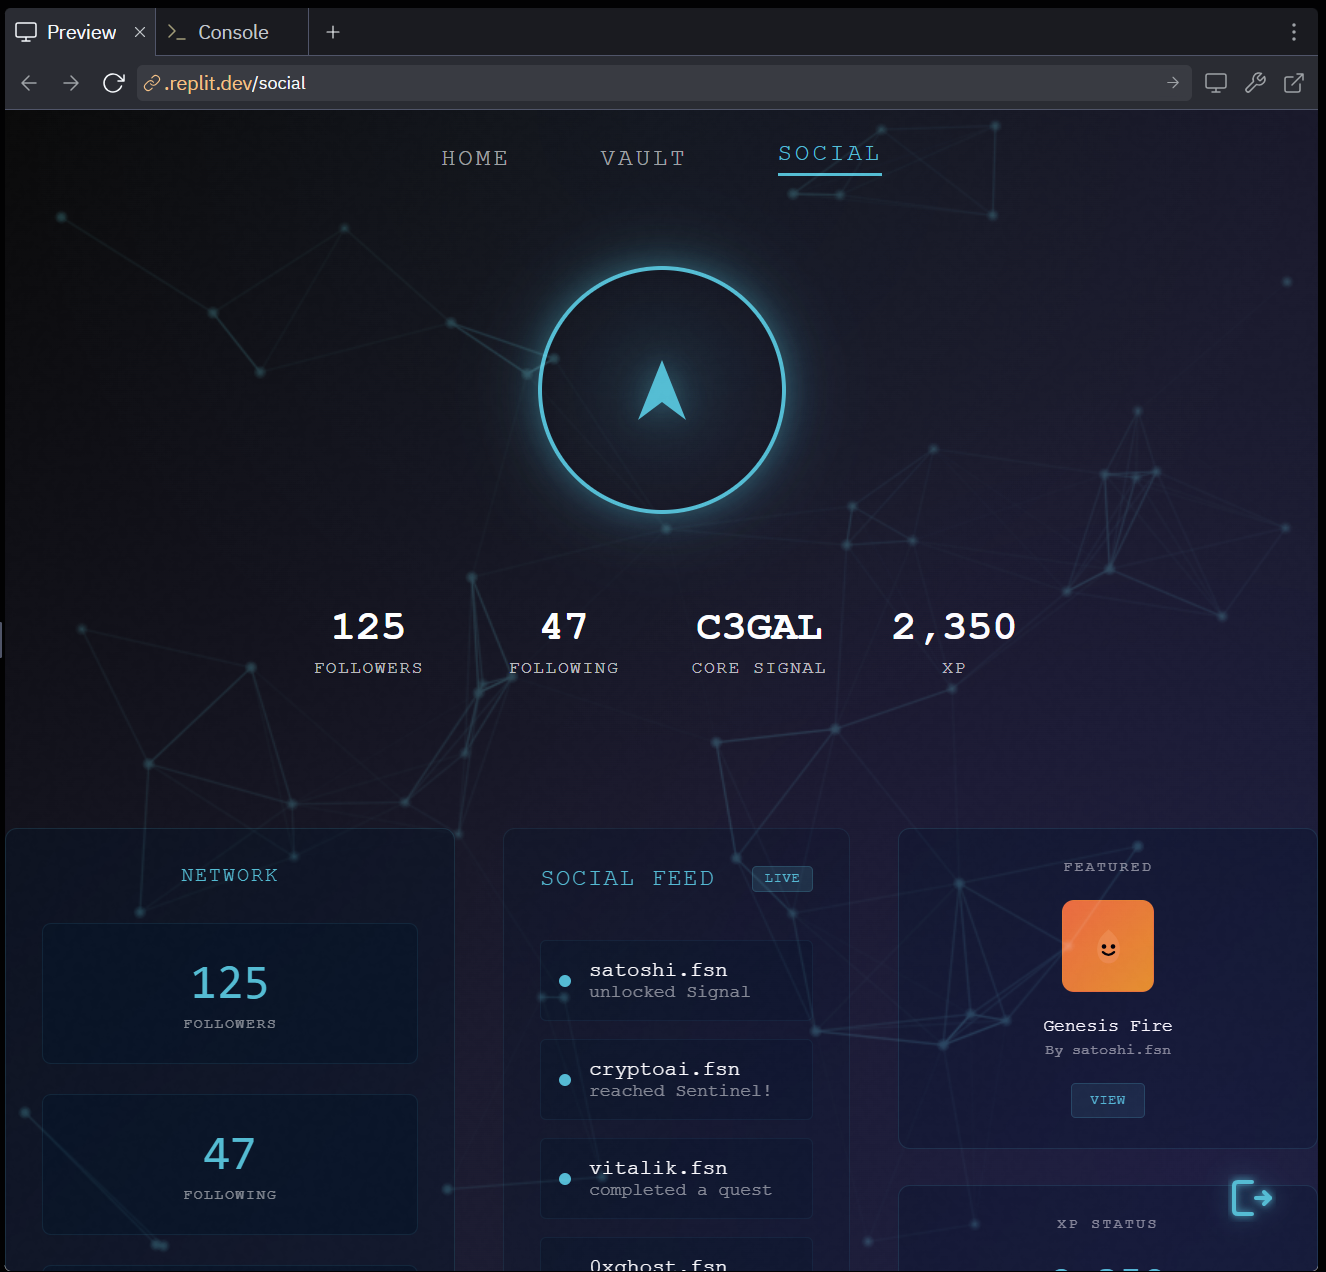 Preview
Console
.replit.dev/social
HOME
VAULT
SOCIAL
125
FOLLOWERS
47
FOLLOWING
C3GAL
CORE SIGNAL
2,350
XP
NETWORK
125
FOLLOWERS
47
FOLLOWING
SOCIAL FEED
LIVE
satoshi.fsn
unlocked Signal
cryptoai.fsn
reached Sentinel!
vitalik.fsn
completed a quest
0xghost.fsn
FEATURED
Genesis Fire
By satoshi.fsn
VIEW
XP STATUS